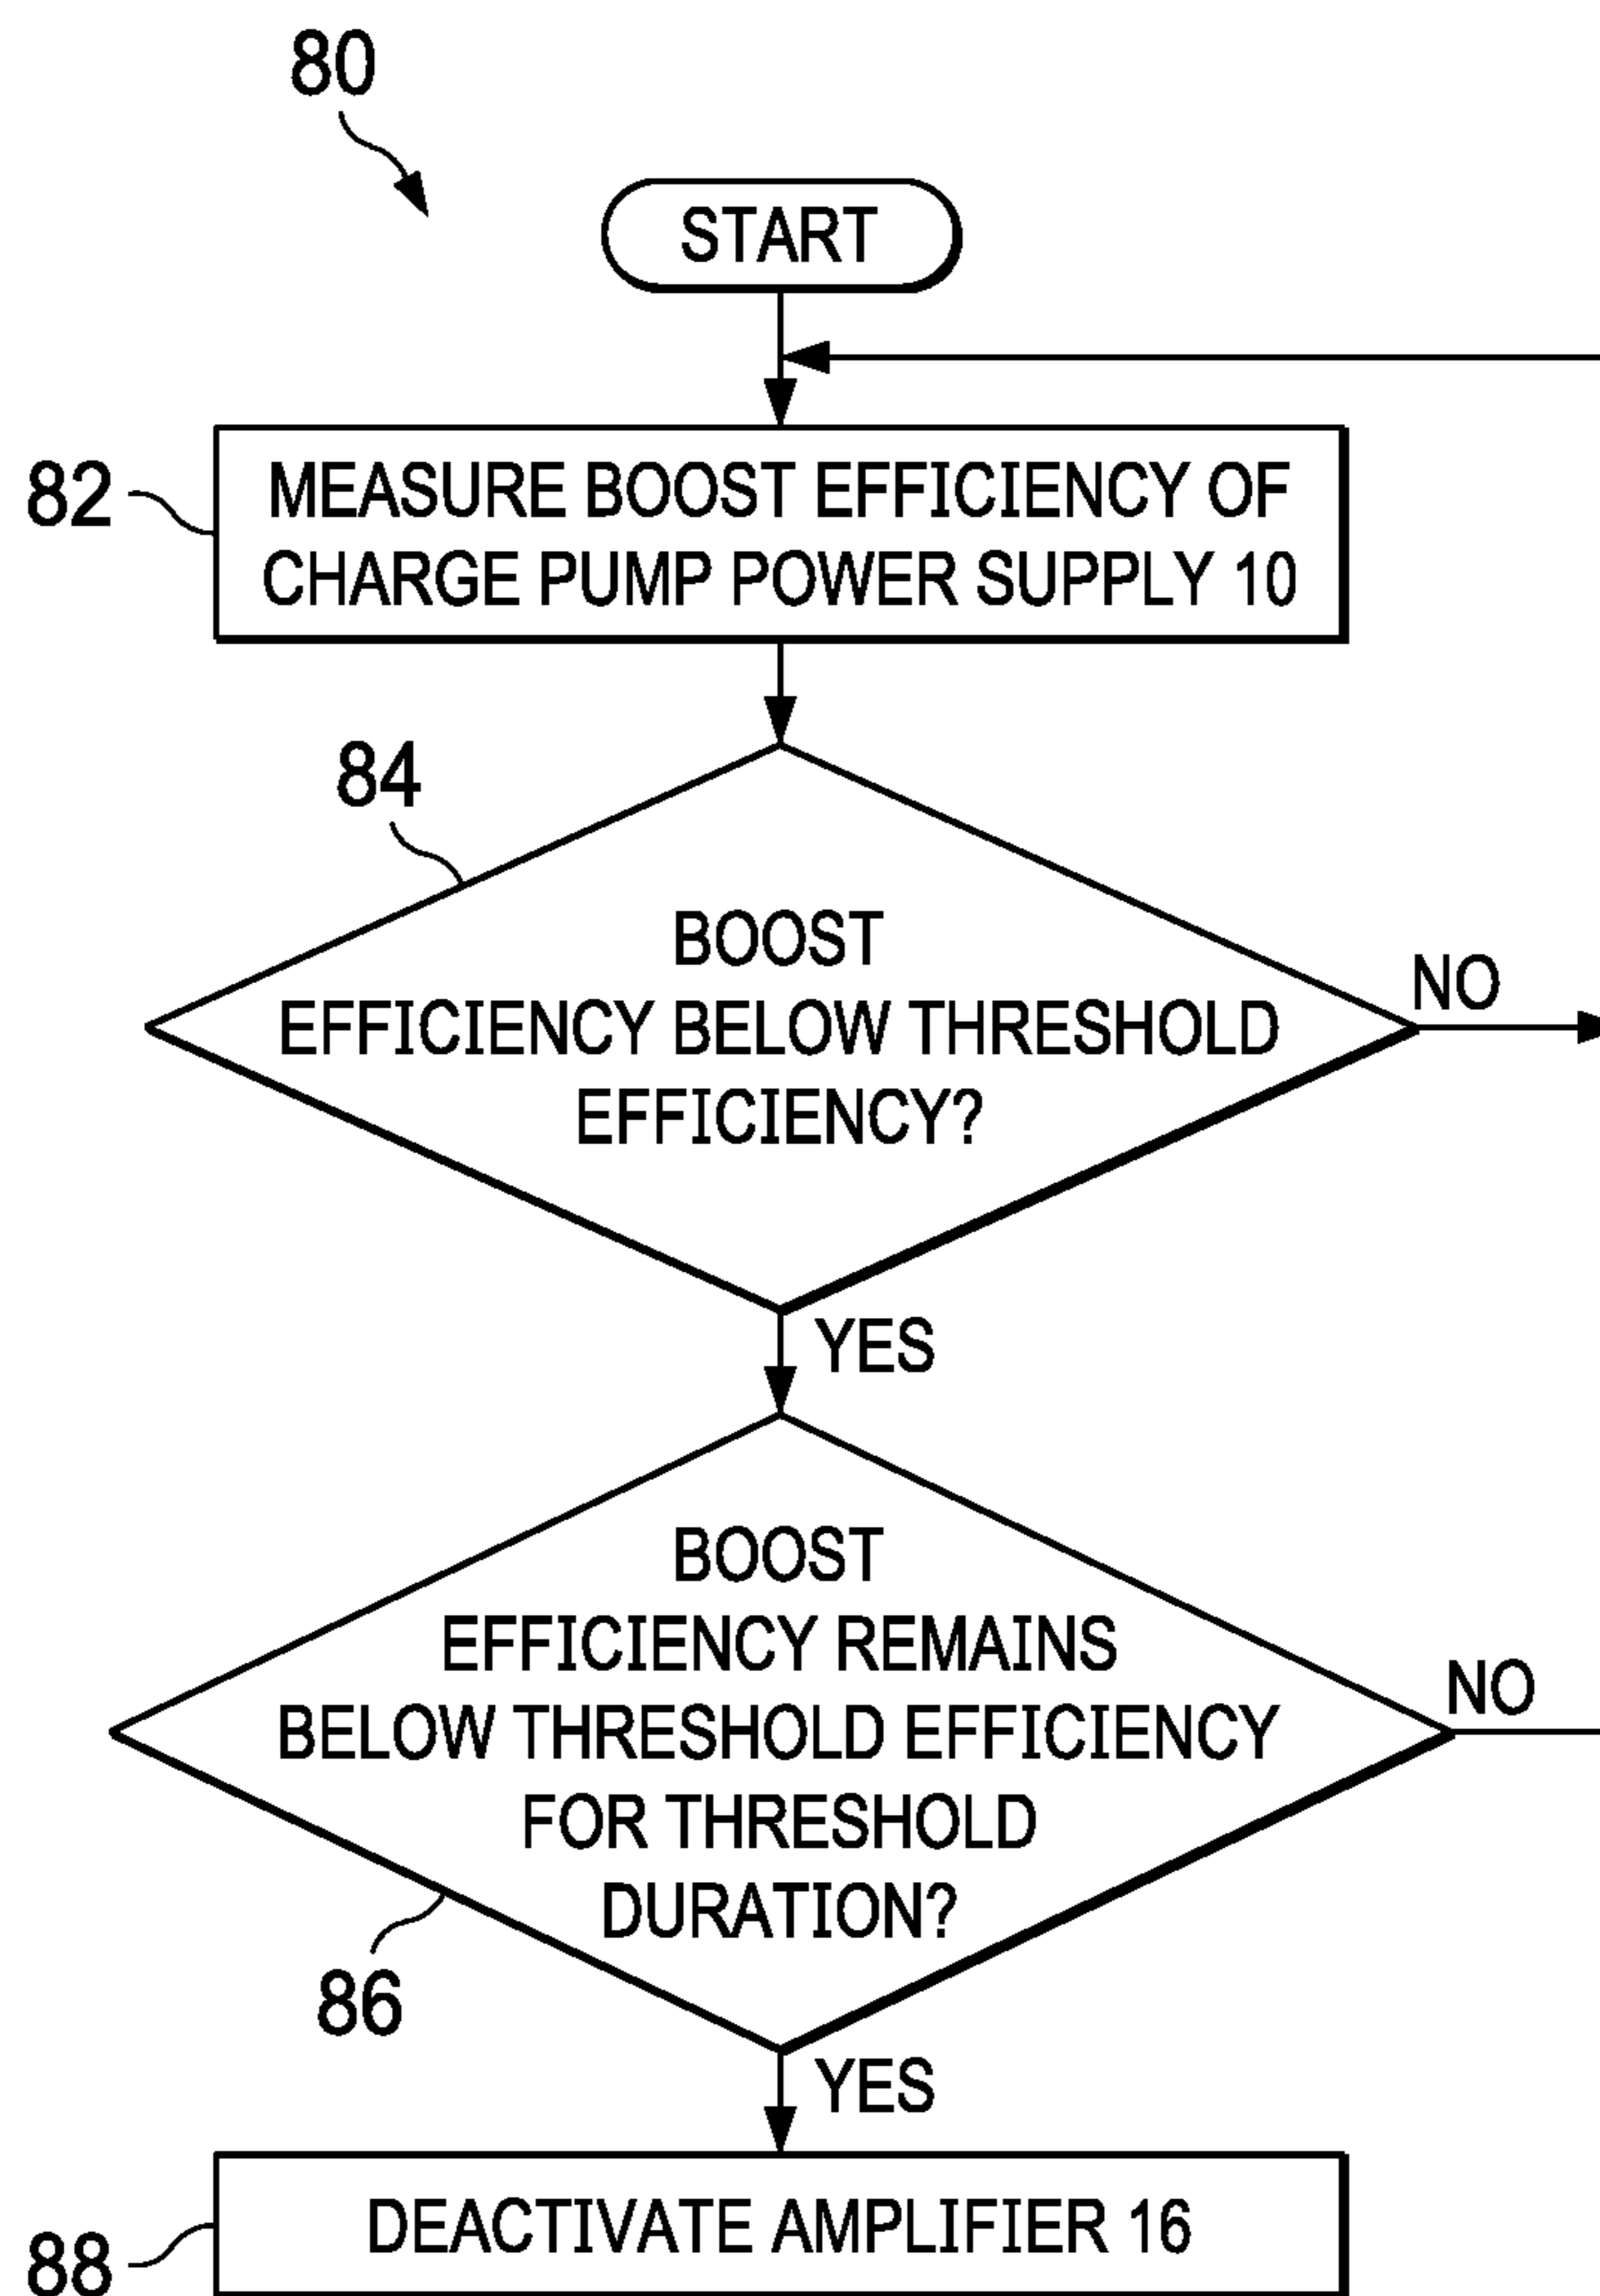 80
START
82
MEASURE BOOST EFFICIENCY OF
CHARGE PUMP POWER SUPPLY 10
84
BOOST
EFFICIENCY BELOW THRESHOLD
EFFICIENCY?
NO
YES
BOOST
EFFICIENCY REMAINS
BELOW THRESHOLD EFFICIENCY
FOR THRESHOLD
DURATION?
NO
86
YES
DEACTIVATE AMPLIFIER 16
88